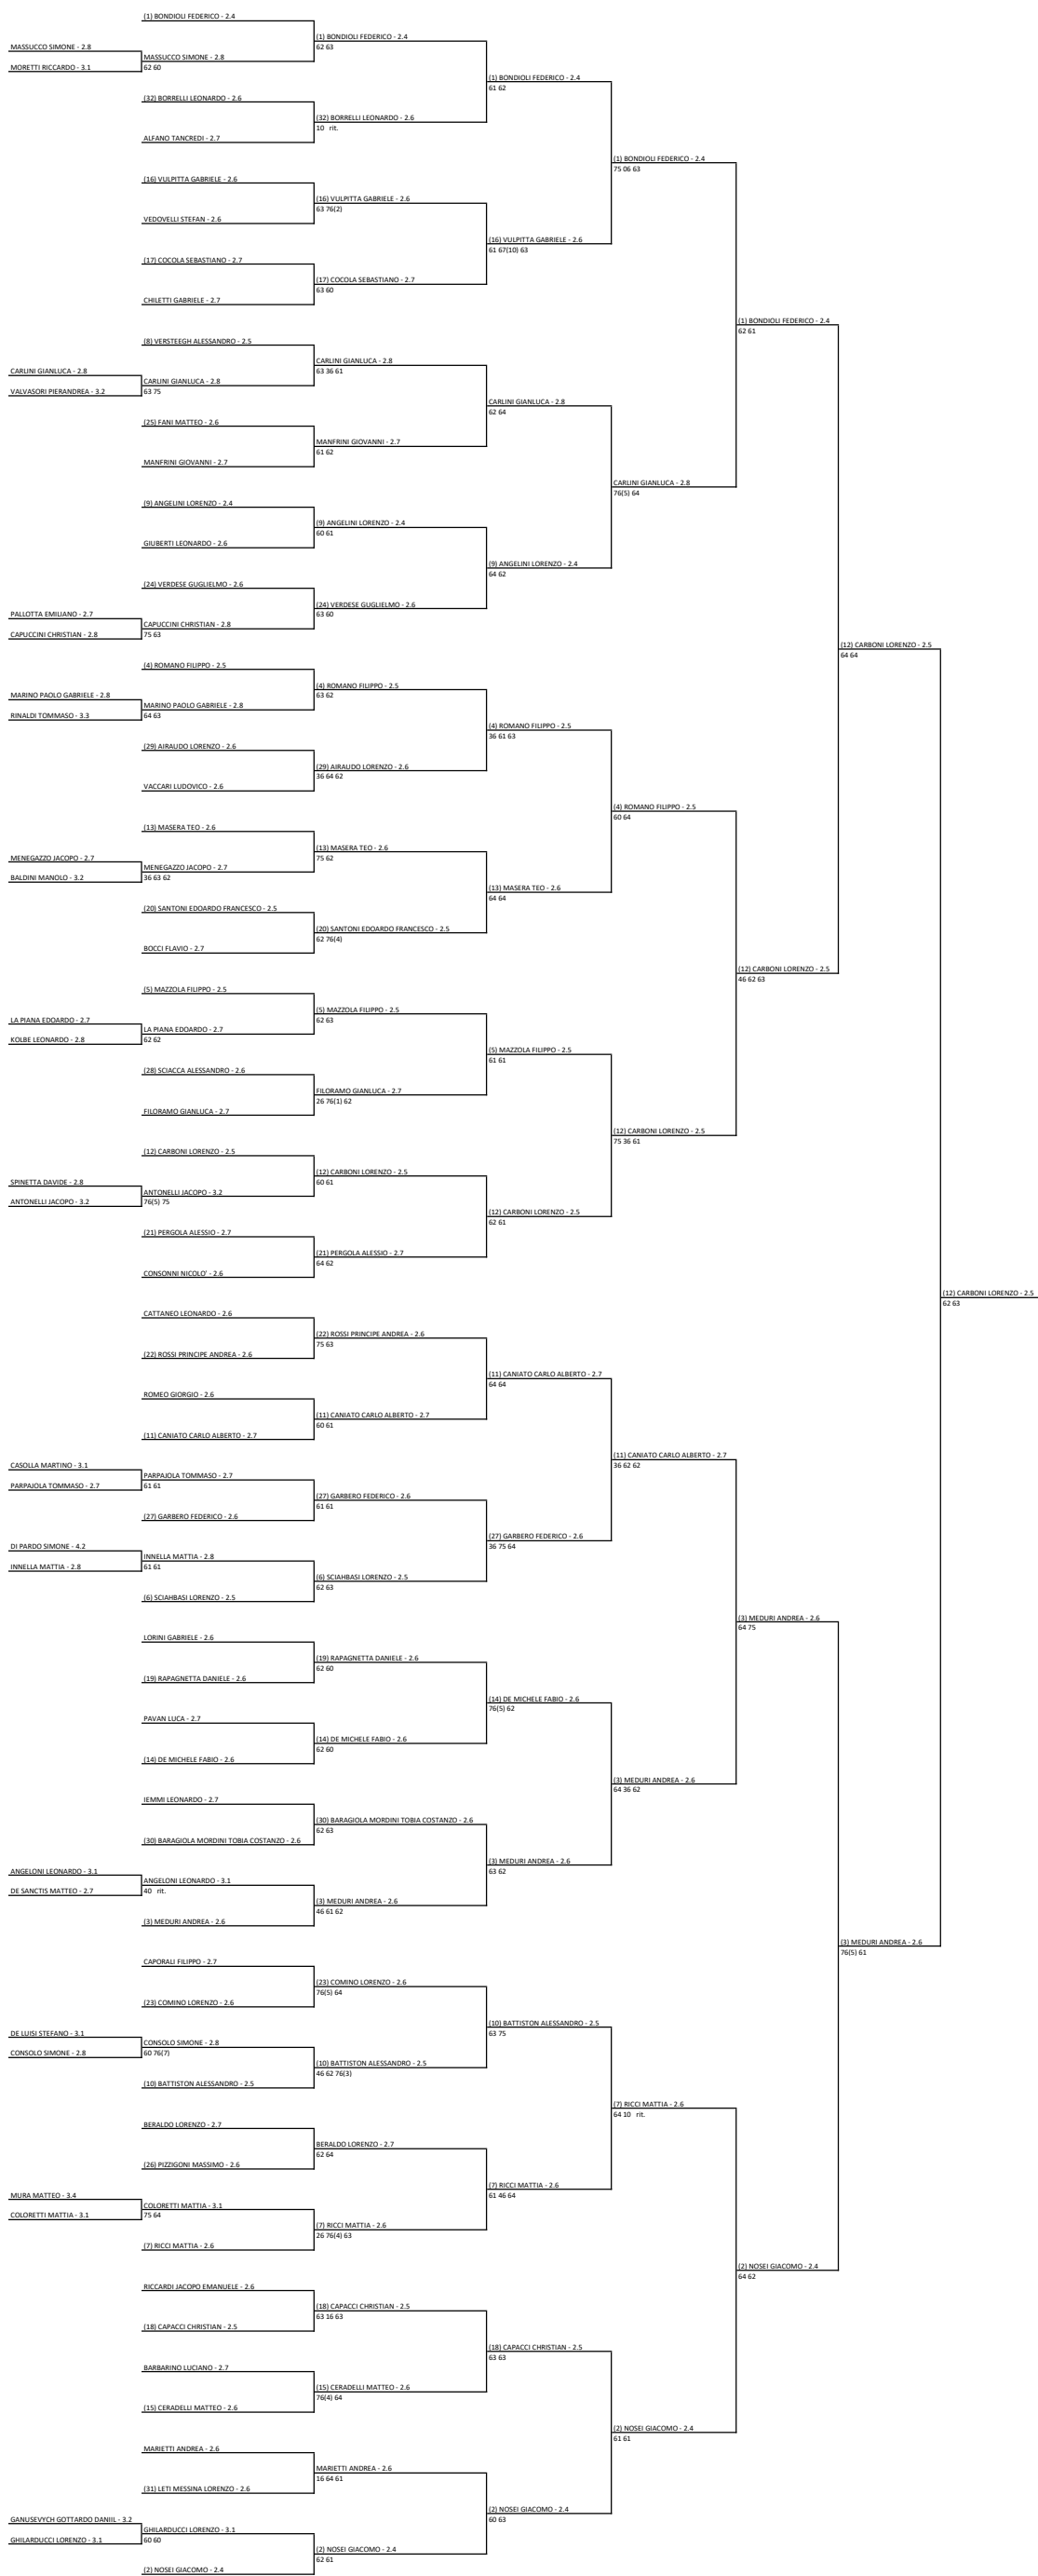 (1) BONDIOLI FEDERICO - 2.4
(1) BONDIOLI FEDERICO - 2.4
62 63
MASSUCCO SIMONE - 2.8
MASSUCCO SIMONE - 2.8
62 60
MORETTI RICCARDO - 3.1
(1) BONDIOLI FEDERICO - 2.4
61 62
(32) BORRELLI LEONARDO - 2.6
(32) BORRELLI LEONARDO - 2.6
10 rit.
ALFANO TANCREDI - 2.7
(1) BONDIOLI FEDERICO - 2.4
75 06 63
(16) VULPITTA GABRIELE - 2.6
(16) VULPITTA GABRIELE - 2.6
63 76(2)
VEDOVELLI STEFAN - 2.6
(16) VULPITTA GABRIELE - 2.6
61 67(10) 63
(17) COCOLA SEBASTIANO - 2.7
(17) COCOLA SEBASTIANO - 2.7
63 60
CHILETTI GABRIELE - 2.7
(1) BONDIOLI FEDERICO - 2.4
62 61
(8) VERSTEEGH ALESSANDRO - 2.5
CARLINI GIANLUCA - 2.8
63 36 61
CARLINI GIANLUCA - 2.8
CARLINI GIANLUCA - 2.8
63 75
VALVASORI PIERANDREA - 3.2
CARLINI GIANLUCA - 2.8
62 64
(25) FANI MATTEO - 2.6
MANFRINI GIOVANNI - 2.7
61 62
MANFRINI GIOVANNI - 2.7
CARLINI GIANLUCA - 2.8
76(5) 64
(9) ANGELINI LORENZO - 2.4
(9) ANGELINI LORENZO - 2.4
60 61
GIUBERTI LEONARDO - 2.6
(9) ANGELINI LORENZO - 2.4
64 62
(24) VERDESE GUGLIELMO - 2.6
(24) VERDESE GUGLIELMO - 2.6
63 60
PALLOTTA EMILIANO - 2.7
CAPUCCINI CHRISTIAN - 2.8
75 63
CAPUCCINI CHRISTIAN - 2.8
(12) CARBONI LORENZO - 2.5
64 64
(4) ROMANO FILIPPO - 2.5
(4) ROMANO FILIPPO - 2.5
63 62
MARINO PAOLO GABRIELE - 2.8
MARINO PAOLO GABRIELE - 2.8
64 63
RINALDI TOMMASO - 3.3
(4) ROMANO FILIPPO - 2.5
36 61 63
(29) AIRAUDO LORENZO - 2.6
(29) AIRAUDO LORENZO - 2.6
36 64 62
VACCARI LUDOVICO - 2.6
(4) ROMANO FILIPPO - 2.5
60 64
(13) MASERA TEO - 2.6
(13) MASERA TEO - 2.6
75 62
MENEGAZZO JACOPO - 2.7
MENEGAZZO JACOPO - 2.7
36 63 62
BALDINI MANOLO - 3.2
(13) MASERA TEO - 2.6
64 64
(20) SANTONI EDOARDO FRANCESCO - 2.5
(20) SANTONI EDOARDO FRANCESCO - 2.5
62 76(4)
BOCCI FLAVIO - 2.7
(12) CARBONI LORENZO - 2.5
46 62 63
(5) MAZZOLA FILIPPO - 2.5
(5) MAZZOLA FILIPPO - 2.5
62 63
LA PIANA EDOARDO - 2.7
LA PIANA EDOARDO - 2.7
62 62
KOLBE LEONARDO - 2.8
(5) MAZZOLA FILIPPO - 2.5
61 61
(28) SCIACCA ALESSANDRO - 2.6
FILORAMO GIANLUCA - 2.7
26 76(1) 62
FILORAMO GIANLUCA - 2.7
(12) CARBONI LORENZO - 2.5
75 36 61
(12) CARBONI LORENZO - 2.5
(12) CARBONI LORENZO - 2.5
60 61
SPINETTA DAVIDE - 2.8
ANTONELLI JACOPO - 3.2
76(5) 75
ANTONELLI JACOPO - 3.2
(12) CARBONI LORENZO - 2.5
62 61
(21) PERGOLA ALESSIO - 2.7
(21) PERGOLA ALESSIO - 2.7
64 62
CONSONNI NICOLO' - 2.6
(12) CARBONI LORENZO - 2.5
62 63
CATTANEO LEONARDO - 2.6
(22) ROSSI PRINCIPE ANDREA - 2.6
75 63
(22) ROSSI PRINCIPE ANDREA - 2.6
(11) CANIATO CARLO ALBERTO - 2.7
64 64
ROMEO GIORGIO - 2.6
(11) CANIATO CARLO ALBERTO - 2.7
60 61
(11) CANIATO CARLO ALBERTO - 2.7
(11) CANIATO CARLO ALBERTO - 2.7
36 62 62
CASOLLA MARTINO - 3.1
PARPAJOLA TOMMASO - 2.7
61 61
PARPAJOLA TOMMASO - 2.7
(27) GARBERO FEDERICO - 2.6
61 61
(27) GARBERO FEDERICO - 2.6
(27) GARBERO FEDERICO - 2.6
36 75 64
DI PARDO SIMONE - 4.2
INNELLA MATTIA - 2.8
61 61
INNELLA MATTIA - 2.8
(6) SCIAHBASI LORENZO - 2.5
62 63
(6) SCIAHBASI LORENZO - 2.5
(3) MEDURI ANDREA - 2.6
64 75
LORINI GABRIELE - 2.6
(19) RAPAGNETTA DANIELE - 2.6
62 60
(19) RAPAGNETTA DANIELE - 2.6
(14) DE MICHELE FABIO - 2.6
76(5) 62
PAVAN LUCA - 2.7
(14) DE MICHELE FABIO - 2.6
62 60
(14) DE MICHELE FABIO - 2.6
(3) MEDURI ANDREA - 2.6
64 36 62
IEMMI LEONARDO - 2.7
(30) BARAGIOLA MORDINI TOBIA COSTANZO - 2.6
62 63
(30) BARAGIOLA MORDINI TOBIA COSTANZO - 2.6
(3) MEDURI ANDREA - 2.6
63 62
ANGELONI LEONARDO - 3.1
ANGELONI LEONARDO - 3.1
40 rit.
DE SANCTIS MATTEO - 2.7
(3) MEDURI ANDREA - 2.6
46 61 62
(3) MEDURI ANDREA - 2.6
(3) MEDURI ANDREA - 2.6
76(5) 61
CAPORALI FILIPPO - 2.7
(23) COMINO LORENZO - 2.6
76(5) 64
(23) COMINO LORENZO - 2.6
(10) BATTISTON ALESSANDRO - 2.5
63 75
DE LUISI STEFANO - 3.1
CONSOLO SIMONE - 2.8
60 76(7)
CONSOLO SIMONE - 2.8
(10) BATTISTON ALESSANDRO - 2.5
46 62 76(3)
(10) BATTISTON ALESSANDRO - 2.5
(7) RICCI MATTIA - 2.6
64 10 rit.
BERALDO LORENZO - 2.7
BERALDO LORENZO - 2.7
62 64
(26) PIZZIGONI MASSIMO - 2.6
(7) RICCI MATTIA - 2.6
61 46 64
MURA MATTEO - 3.4
COLORETTI MATTIA - 3.1
75 64
COLORETTI MATTIA - 3.1
(7) RICCI MATTIA - 2.6
26 76(4) 63
(7) RICCI MATTIA - 2.6
(2) NOSEI GIACOMO - 2.4
64 62
RICCARDI JACOPO EMANUELE - 2.6
(18) CAPACCI CHRISTIAN - 2.5
63 16 63
(18) CAPACCI CHRISTIAN - 2.5
(18) CAPACCI CHRISTIAN - 2.5
63 63
BARBARINO LUCIANO - 2.7
(15) CERADELLI MATTEO - 2.6
76(4) 64
(15) CERADELLI MATTEO - 2.6
(2) NOSEI GIACOMO - 2.4
61 61
MARIETTI ANDREA - 2.6
MARIETTI ANDREA - 2.6
16 64 61
(31) LETI MESSINA LORENZO - 2.6
(2) NOSEI GIACOMO - 2.4
60 63
GANUSEVYCH GOTTARDO DANIIL - 3.2
GHILARDUCCI LORENZO - 3.1
60 60
GHILARDUCCI LORENZO - 3.1
(2) NOSEI GIACOMO - 2.4
62 61
(2) NOSEI GIACOMO - 2.4